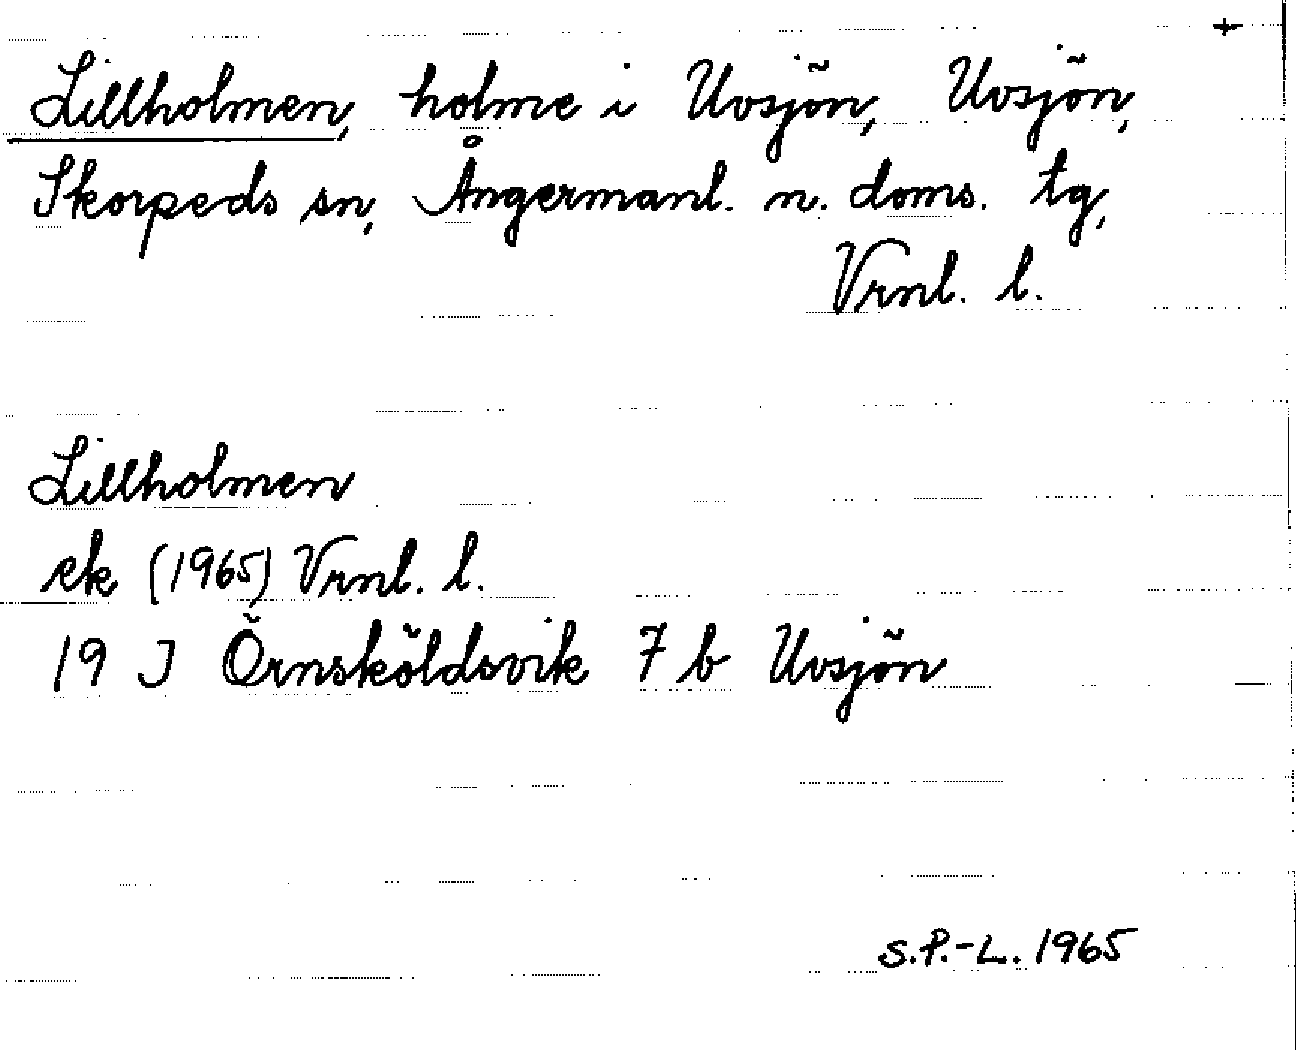 +
Lillholmen, holme i Uvsjön, Uvsjön,
Skorpeds sn, Ångermanl. n. doms. tg,
Vrnl. l.
Lillholmen
ek (1965) Vrnl. l.
19 J Örnsköldsvik 7 b Uvsjön
S.P.-L. 1965